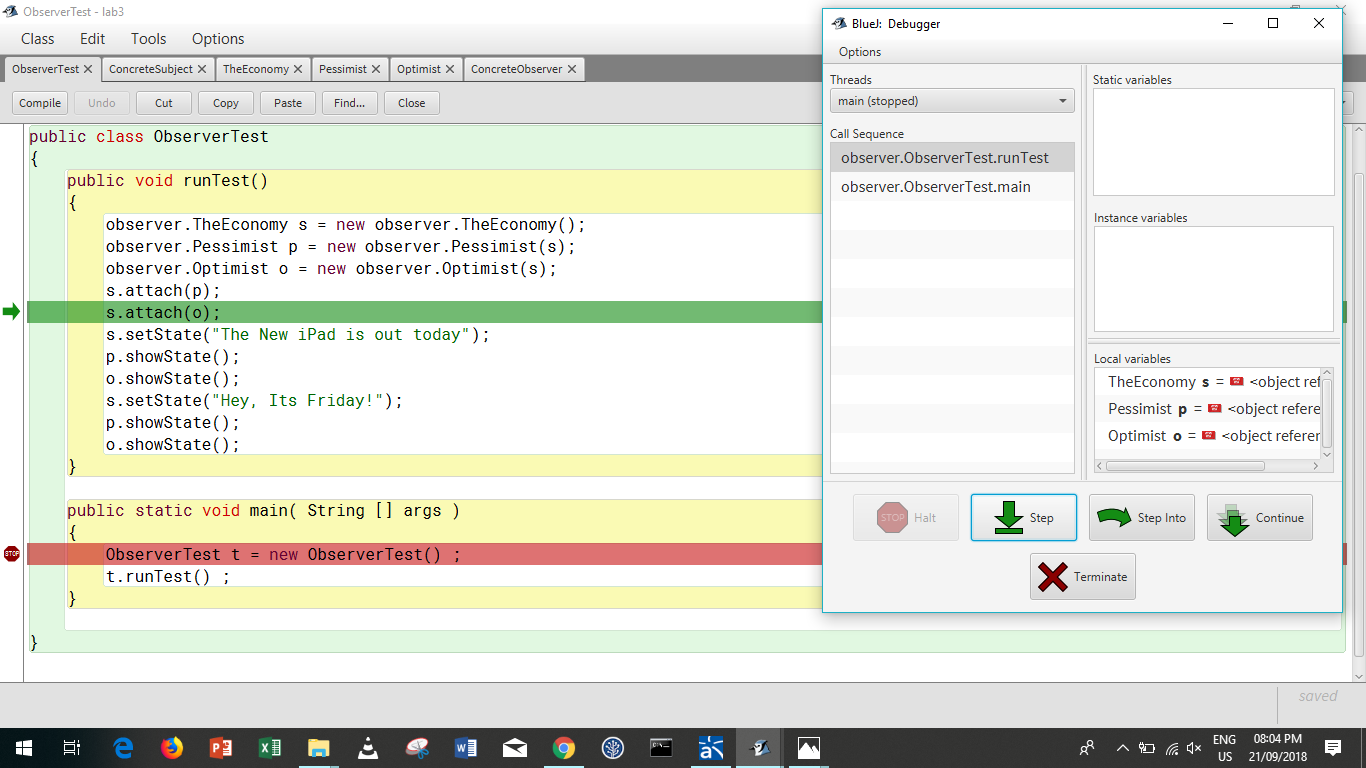 ObserverTest - lab3
Class Edit Tools Options
ObserverTest ConcreteSubject TheEconomy Pessimist Optimist ConcreteObserver
Compile Undo Cut Copy Paste Find... Close
public class ObserverTest
{
public void runTest()
{
observer.TheEconomy s = new observer.TheEconomy();
observer.Pessimist p = new observer.Pessimist(s);
observer.Optimist o = new observer.Optimist(s);
s.attach(p);
s.attach(o);
s.setState("The New iPad is out today");
p.showState();
o.showState();
s.setState("Hey, Its Friday!");
p.showState();
o.showState();
}
public static void main( String [] args )
{
STOP
ObserverTest t = new ObserverTest() ;
t.runTest() ;
}
}
saved
BlueJ: Debugger
Options
Threads
main (stopped)
Call Sequence
observer.ObserverTest.runTest
observer.ObserverTest.main
Static variables
Instance variables
Local variables
TheEconomy s = <object ref
Pessimist p = <object refere
Optimist o = <object referen
STOP Halt Step Step Into Continue
Terminate
ENG
US
08:04 PM
21/09/2018